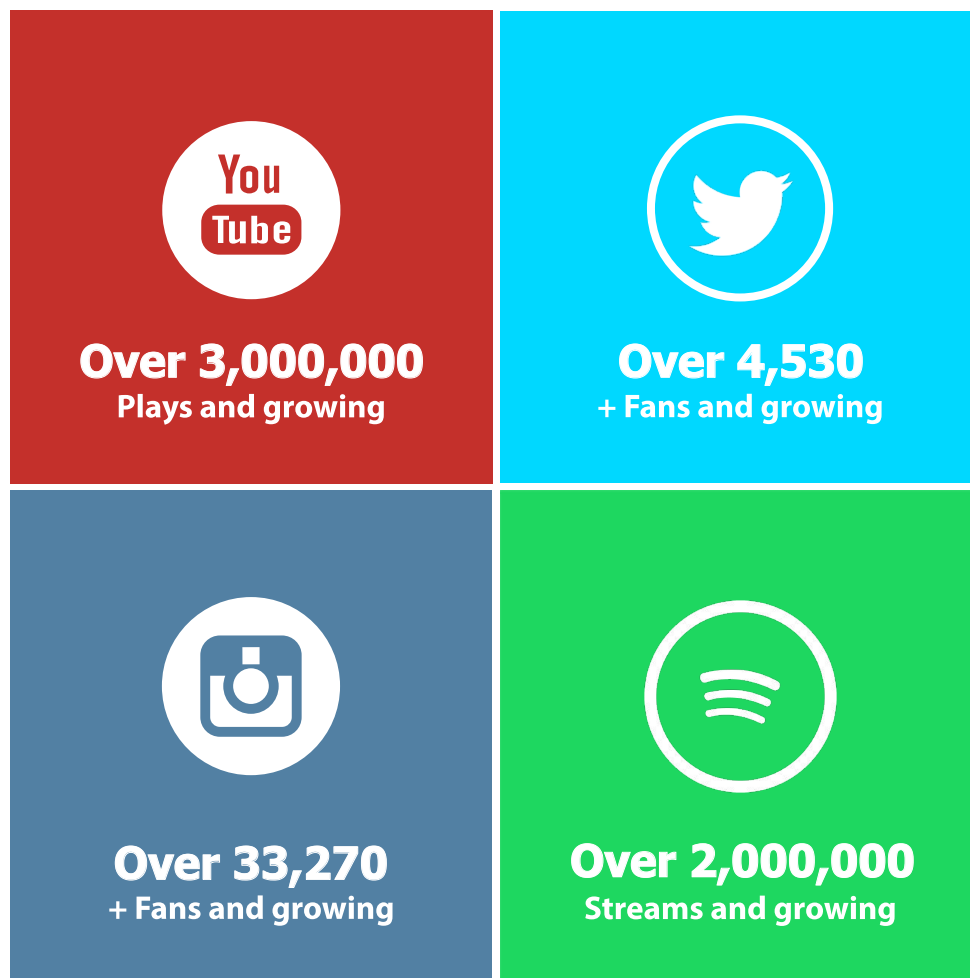 You
Tube
Over 3,000,000
Plays and growing
Over 4,530
+ Fans and growing
Over 33,270
+ Fans and growing
Over 2,000,000
Streams and growing